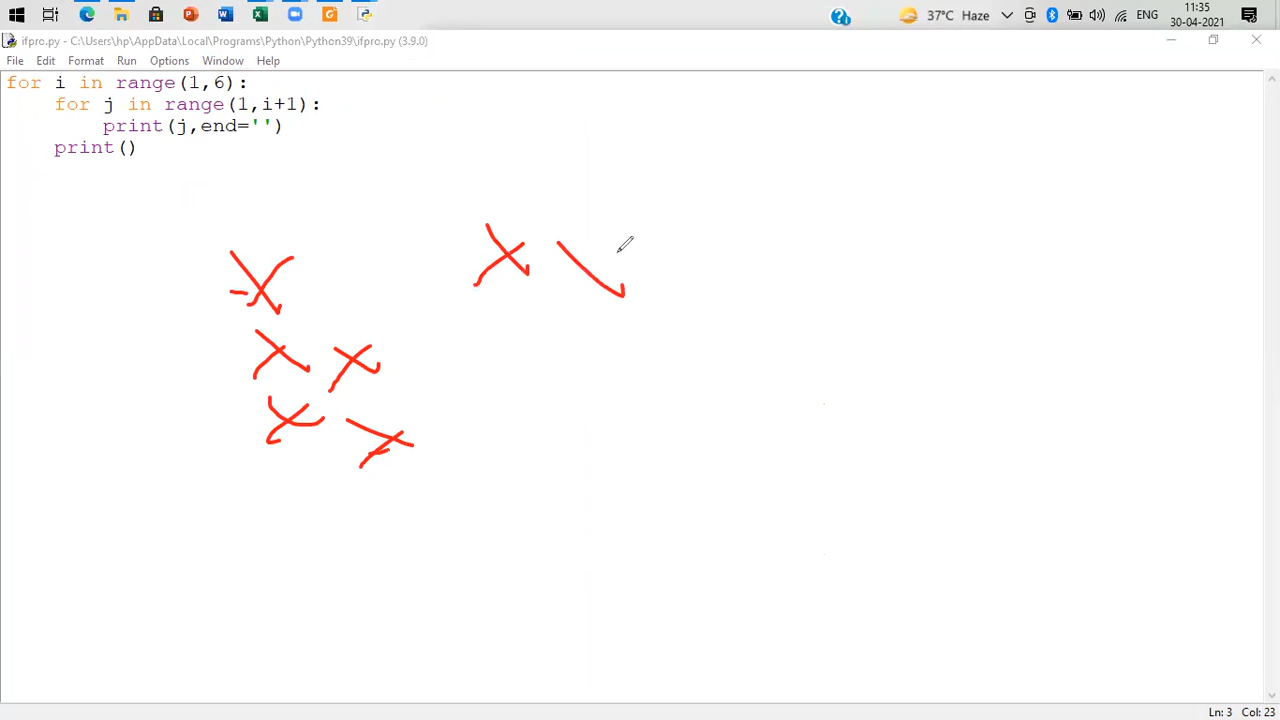 11:35
37°C Haze
ENG
30-04-2021
ifpro.py - C:\Users\hp\AppData\Local\Programs\Python\Python39\ifpro.py (3.9.0)
File Edit Format Run Options Window Help
for i in range(1,6):
    for j in range(1,i+1):
        print(j,end='')
    print()
Ln: 3 Col: 23